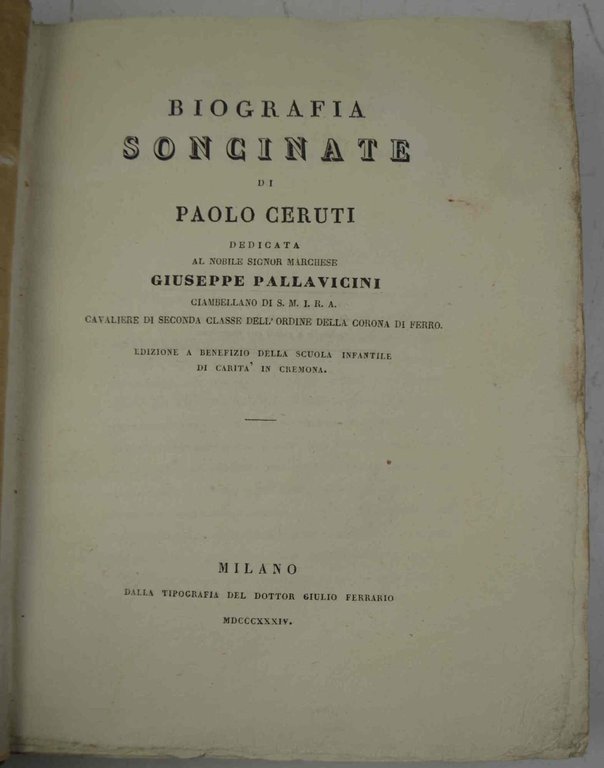 BIOGRAFIA
SONCINATE
DI
PAOLO CERUTI
DEDICATA
AL NOBILE SIGNOR MARCHESE
GIUSEPPE PALLAVICINI
CIAMBELLANO DI S. M. I. R. A.
CAVALIERE DI SECONDA CLASSE DELL' ORDINE DELLA CORONA DI FERRO.
EDIZIONE A BENEFIZIO DELLA SCUOLA INFANTILE
DI CARITA' IN CREMONA.
MILANO
DALLA TIPOGRAFIA DEL DOTTOR GIULIO FERRARIO
MDCCCXXXIV.